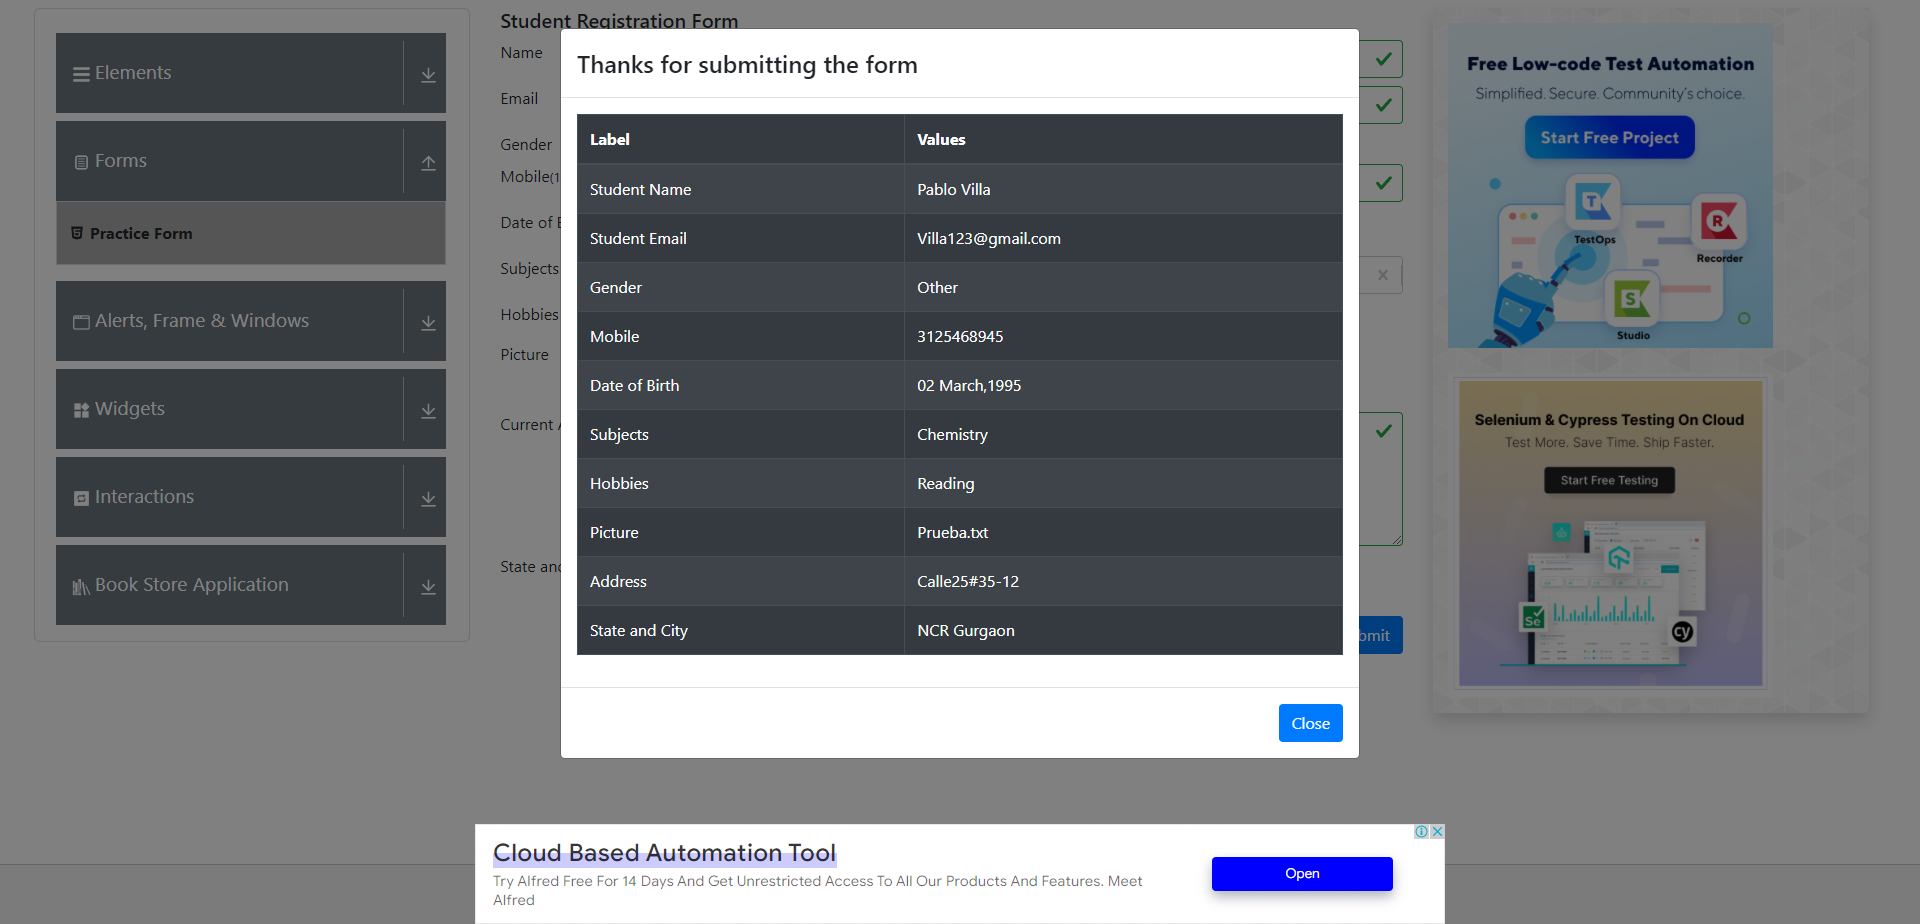 Elements
Forms
Practice Form
Alerts, Frame & Windows
Widgets
Interactions
Book Store Application
Student Registration Form
Name
Email
Gender
Mobile(1
Date of
Subjects
Hobbies
Picture
Current
State and
bmit
Thanks for submitting the form
Label Values
Student Name Pablo Villa
Student Email Villa123@gmail.com
Gender Other
Mobile 3125468945
Date of Birth 02 March,1995
Subjects Chemistry
Hobbies Reading
Picture Prueba.txt
Address Calle25#35-12
State and City NCR Gurgaon
Close
Free Low-code Test Automation
Simplified. Secure. Community's choice.
Start Free Project
T
TestOps
R
Recorder
S
Studio
Selenium & Cypress Testing On Cloud
Test More. Save Time. Ship Faster.
Start Free Testing
Se
cy
Cloud Based Automation Tool
Try Alfred Free For 14 Days And Get Unrestricted Access To All Our Products And Features. Meet
Alfred
Open